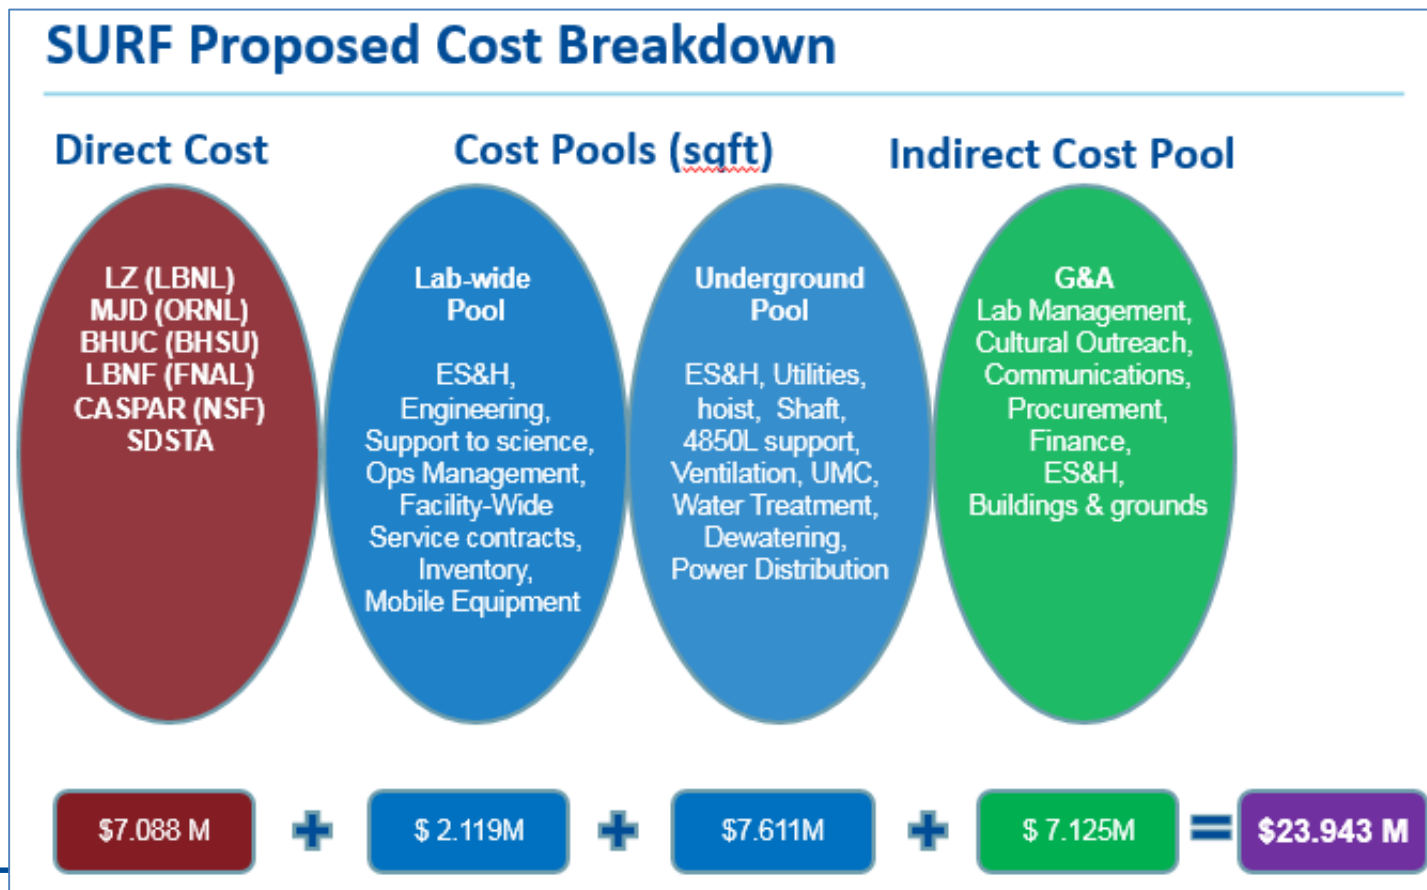 SURF Proposed Cost Breakdown
Direct Cost
Cost Pools (sqft)
Indirect Cost Pool
LZ (LBNL)
MJD (ORNL)
BHUC (BHSU)
LBNF (FNAL)
CASPAR (NSF)
SDSTA
Lab-wide
Pool
ES&H,
Engineering,
Support to science,
Ops Management,
Facility-Wide
Service contracts,
Inventory,
Mobile Equipment
Underground
Pool
ES&H, Utilities,
hoist, Shaft,
4850L support,
Ventilation, UMC,
Water Treatment,
Dewatering,
Power Distribution
G&A
Lab Management,
Cultural Outreach,
Communications,
Procurement,
Finance,
ES&H,
Buildings & grounds
$7.088 M
+
$ 2.119M
+
$7.611M
+
$ 7.125M
=
$23.943 M